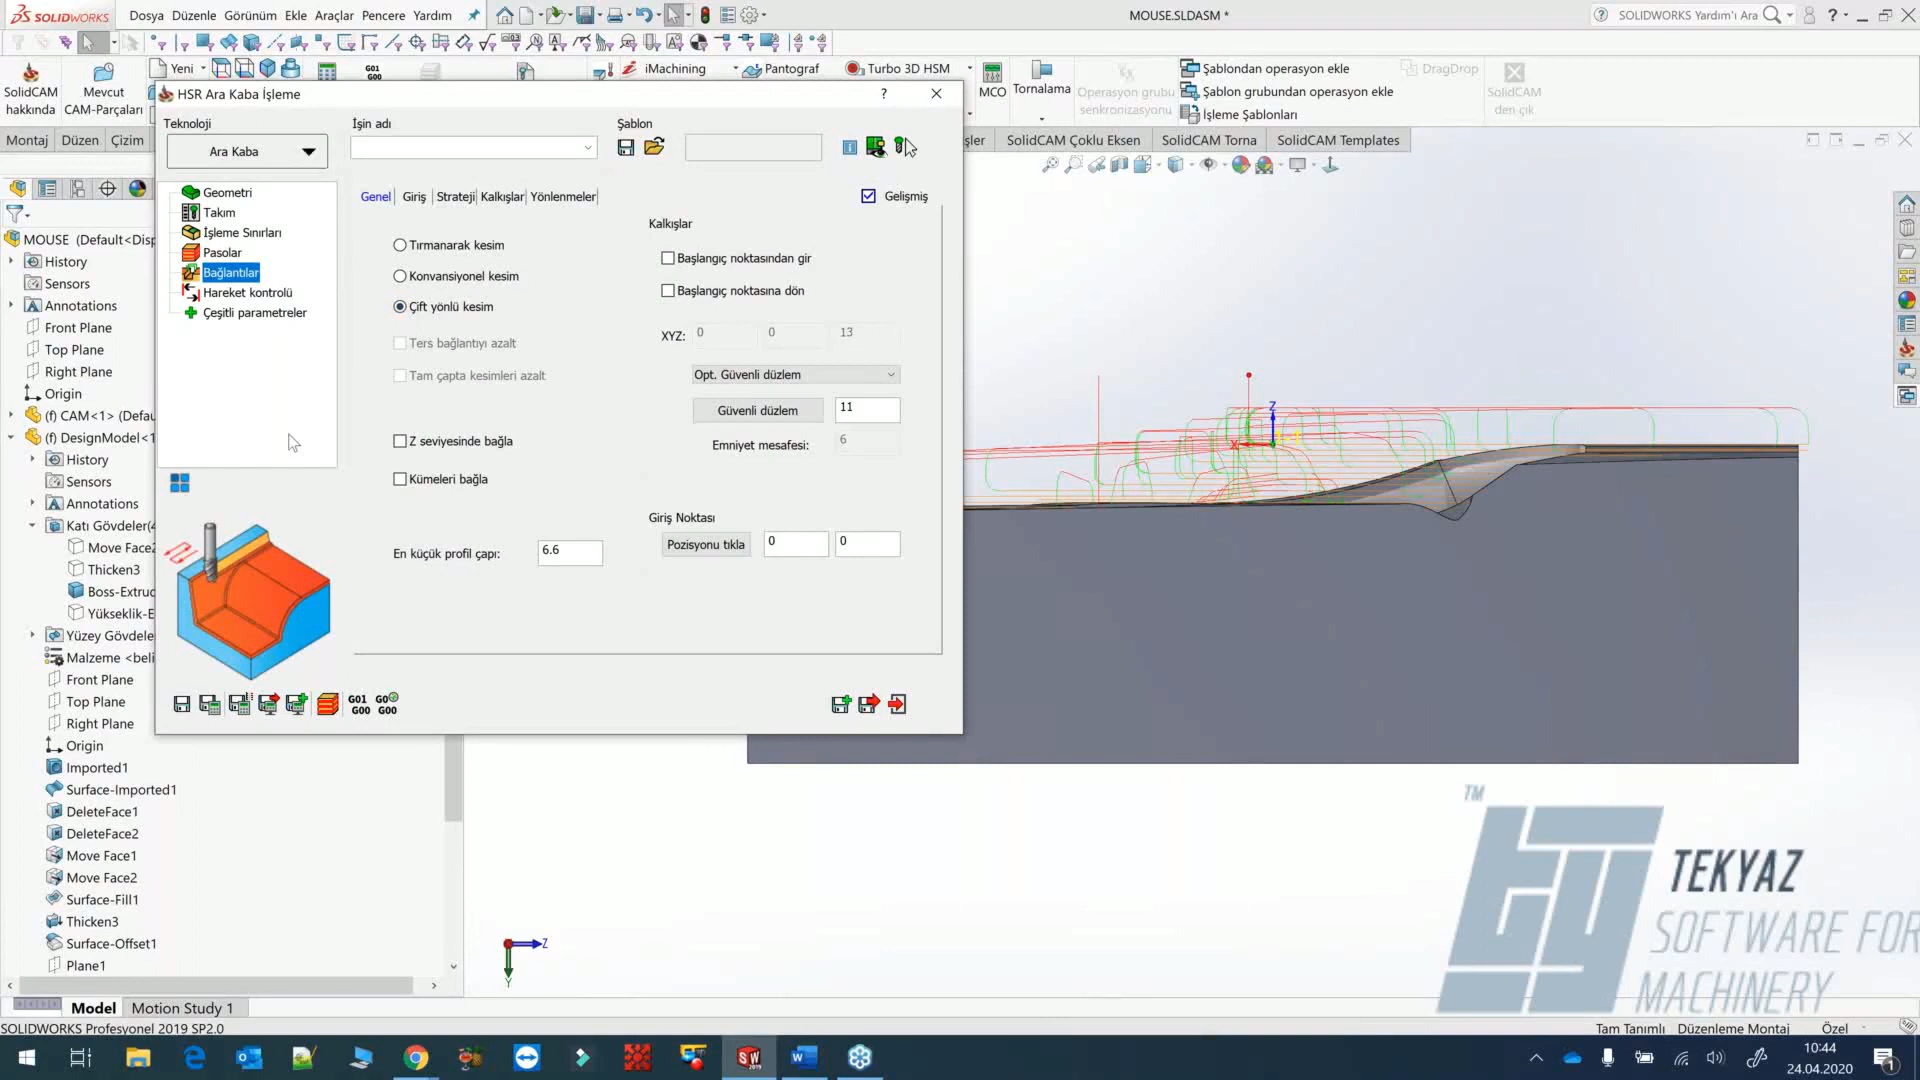 SOLIDWORKS Dosya Düzenle Görünüm Ekle Araçlar Pencere Yardım MOUSE.SLDASM * SOLIDWORKS Yardım'ı Ara ?
Yeni G01 G00 iMachining Pantograf Turbo 3D HSM
SolidCAM hakkında
Mevcut CAM-Parçaları
MCO
Tornalama
Operasyon grubu senkronizasyonu
Şablondan operasyon ekle
Şablon grubundan operasyon ekle
İşleme Şablonları
DragDrop
SolidCAM den-çık
Montaj Düzen Çizim SolidCAM Çoklu Eksen SolidCAM Torna SolidCAM Templates
HSR Ara Kaba İşleme ?
Teknoloji
Ara Kaba
İşin adı
Şablon
Geometri
Takım
İşleme Sınırları
Pasolar
Bağlantılar
Hareket kontrolü
Çeşitli parametreler
Genel Giriş Strateji Kalkışlar Yönlenmeler
Gelişmiş
Tırmanarak kesim
Konvansiyonel kesim
Çift yönlü kesim
Ters bağlantıyı azalt
Tam çapta kesimleri azalt
Z seviyesinde bağla
Kümeleri bağla
En küçük profil çapı: 6.6
Kalkışlar
Başlangıç noktasından gir
Başlangıç noktasına dön
XYZ: 0 0 13
Opt. Güvenli düzlem
Güvenli düzlem 11
Emniyet mesafesi: 6
Giriş Noktası
Pozisyonu tıkla 0 0
G01 G00
G0 G00
MOUSE (Default<Disp
History
Sensors
Annotations
Front Plane
Top Plane
Right Plane
Origin
(f) CAM<1> (Defau
(f) DesignModel<1
History
Sensors
Annotations
Katı Gövdeler(4
Move Face2
Thicken3
Boss-Extruc
Yükseklik-E
Yüzey Gövdele
Malzeme <beli
Front Plane
Top Plane
Right Plane
Origin
Imported1
Surface-Imported1
DeleteFace1
DeleteFace2
Move Face1
Move Face2
Surface-Fill1
Thicken3
Surface-Offset1
Plane1
Z
X
Z
Y
TM
TEKYAZ
SOFTWARE FOR
MACHINERY
Model Motion Study 1
SOLIDWORKS Profesyonel 2019 SP2.0 Tam Tanımlı Düzenleme Montaj Özel
10:44
24.04.2020
1